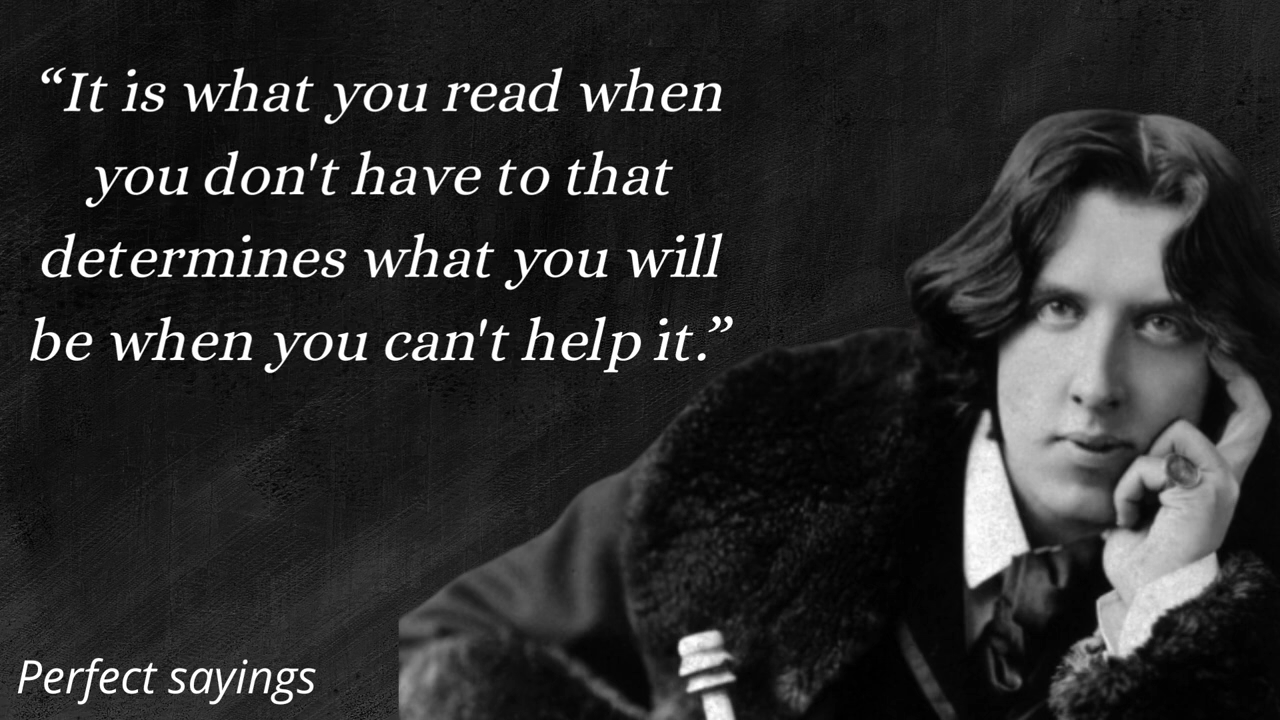 “It is what you read when
you don't have to that
determines what you will
be when you can't help it.”
Perfect sayings